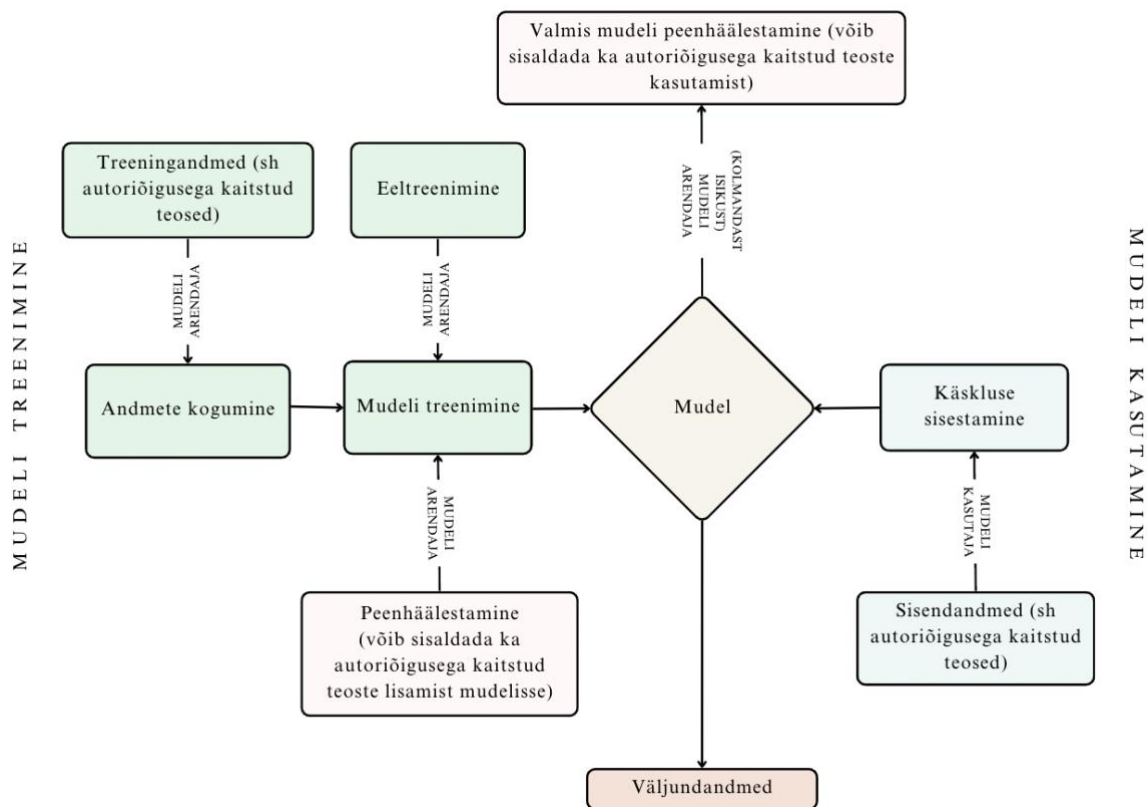 Valmis mudeli peenhäälestamine (võib
sisaldada ka autoriõigusega kaitstud teoste
kasutamist)
Treeningandmed (sh
autoriõigusega kaitstud
teosed)
Eeltreenimine
(KOLMANDAST
ISIKUST)
MUDELI
ARENDAJA
MUDELI
ARENDAJA
MUDELI
ARENDAJA
MUDELI TREENIMINE
MUDELI KASUTAMINE
Andmete kogumine
Mudeli treenimine
Mudel
Käskluse
sisestamine
MUDELI
ARENDAJA
MUDELI
KASUTAJA
Peenhäälestamine
(võib sisaldada ka
autoriõigusega kaitstud
teoste lisamist mudelisse)
Sisendandmed (sh
autoriõigusega kaitstud
teosed)
Väljundandmed